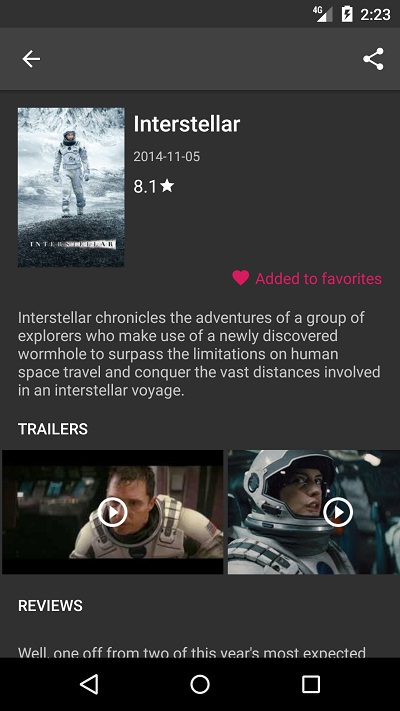 4G
2:23
Interstellar
2014-11-05
8.1
INTERSTELLAR
Added to favorites
Interstellar chronicles the adventures of a group of
explorers who make use of a newly discovered
wormhole to surpass the limitations on human
space travel and conquer the vast distances involved
in an interstellar voyage.
TRAILERS
REVIEWS
Well, one off from two of this year's most expected